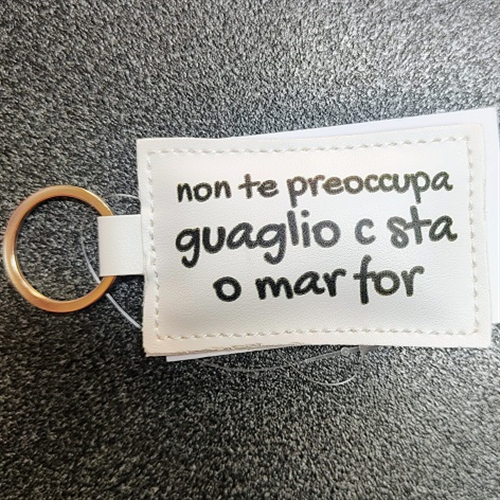 non te preoccupa
guaglio c sta
o mar for